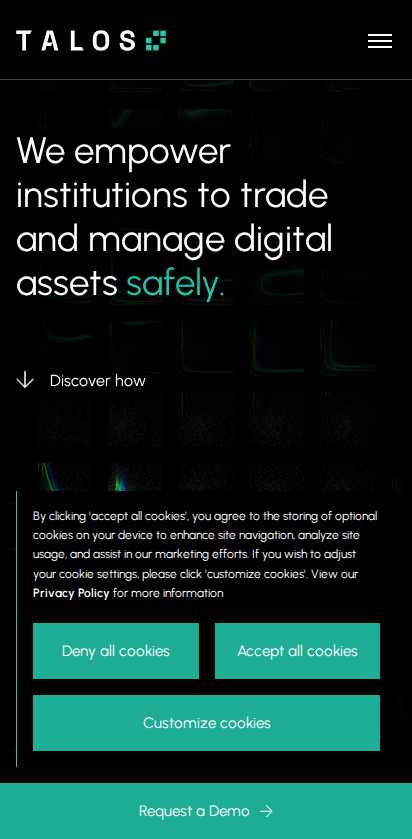 TALOS
We empower
institutions to trade
and manage digital
assets safely.
Discover how
By clicking 'accept all cookies', you agree to the storing of optional
cookies on your device to enhance site navigation, analyze site
usage, and assist in our marketing efforts. If you wish to adjust
your cookie settings, please click 'customize cookies'. View our
Privacy Policy for more information
Deny all cookies
Accept all cookies
Customize cookies
Request a Demo